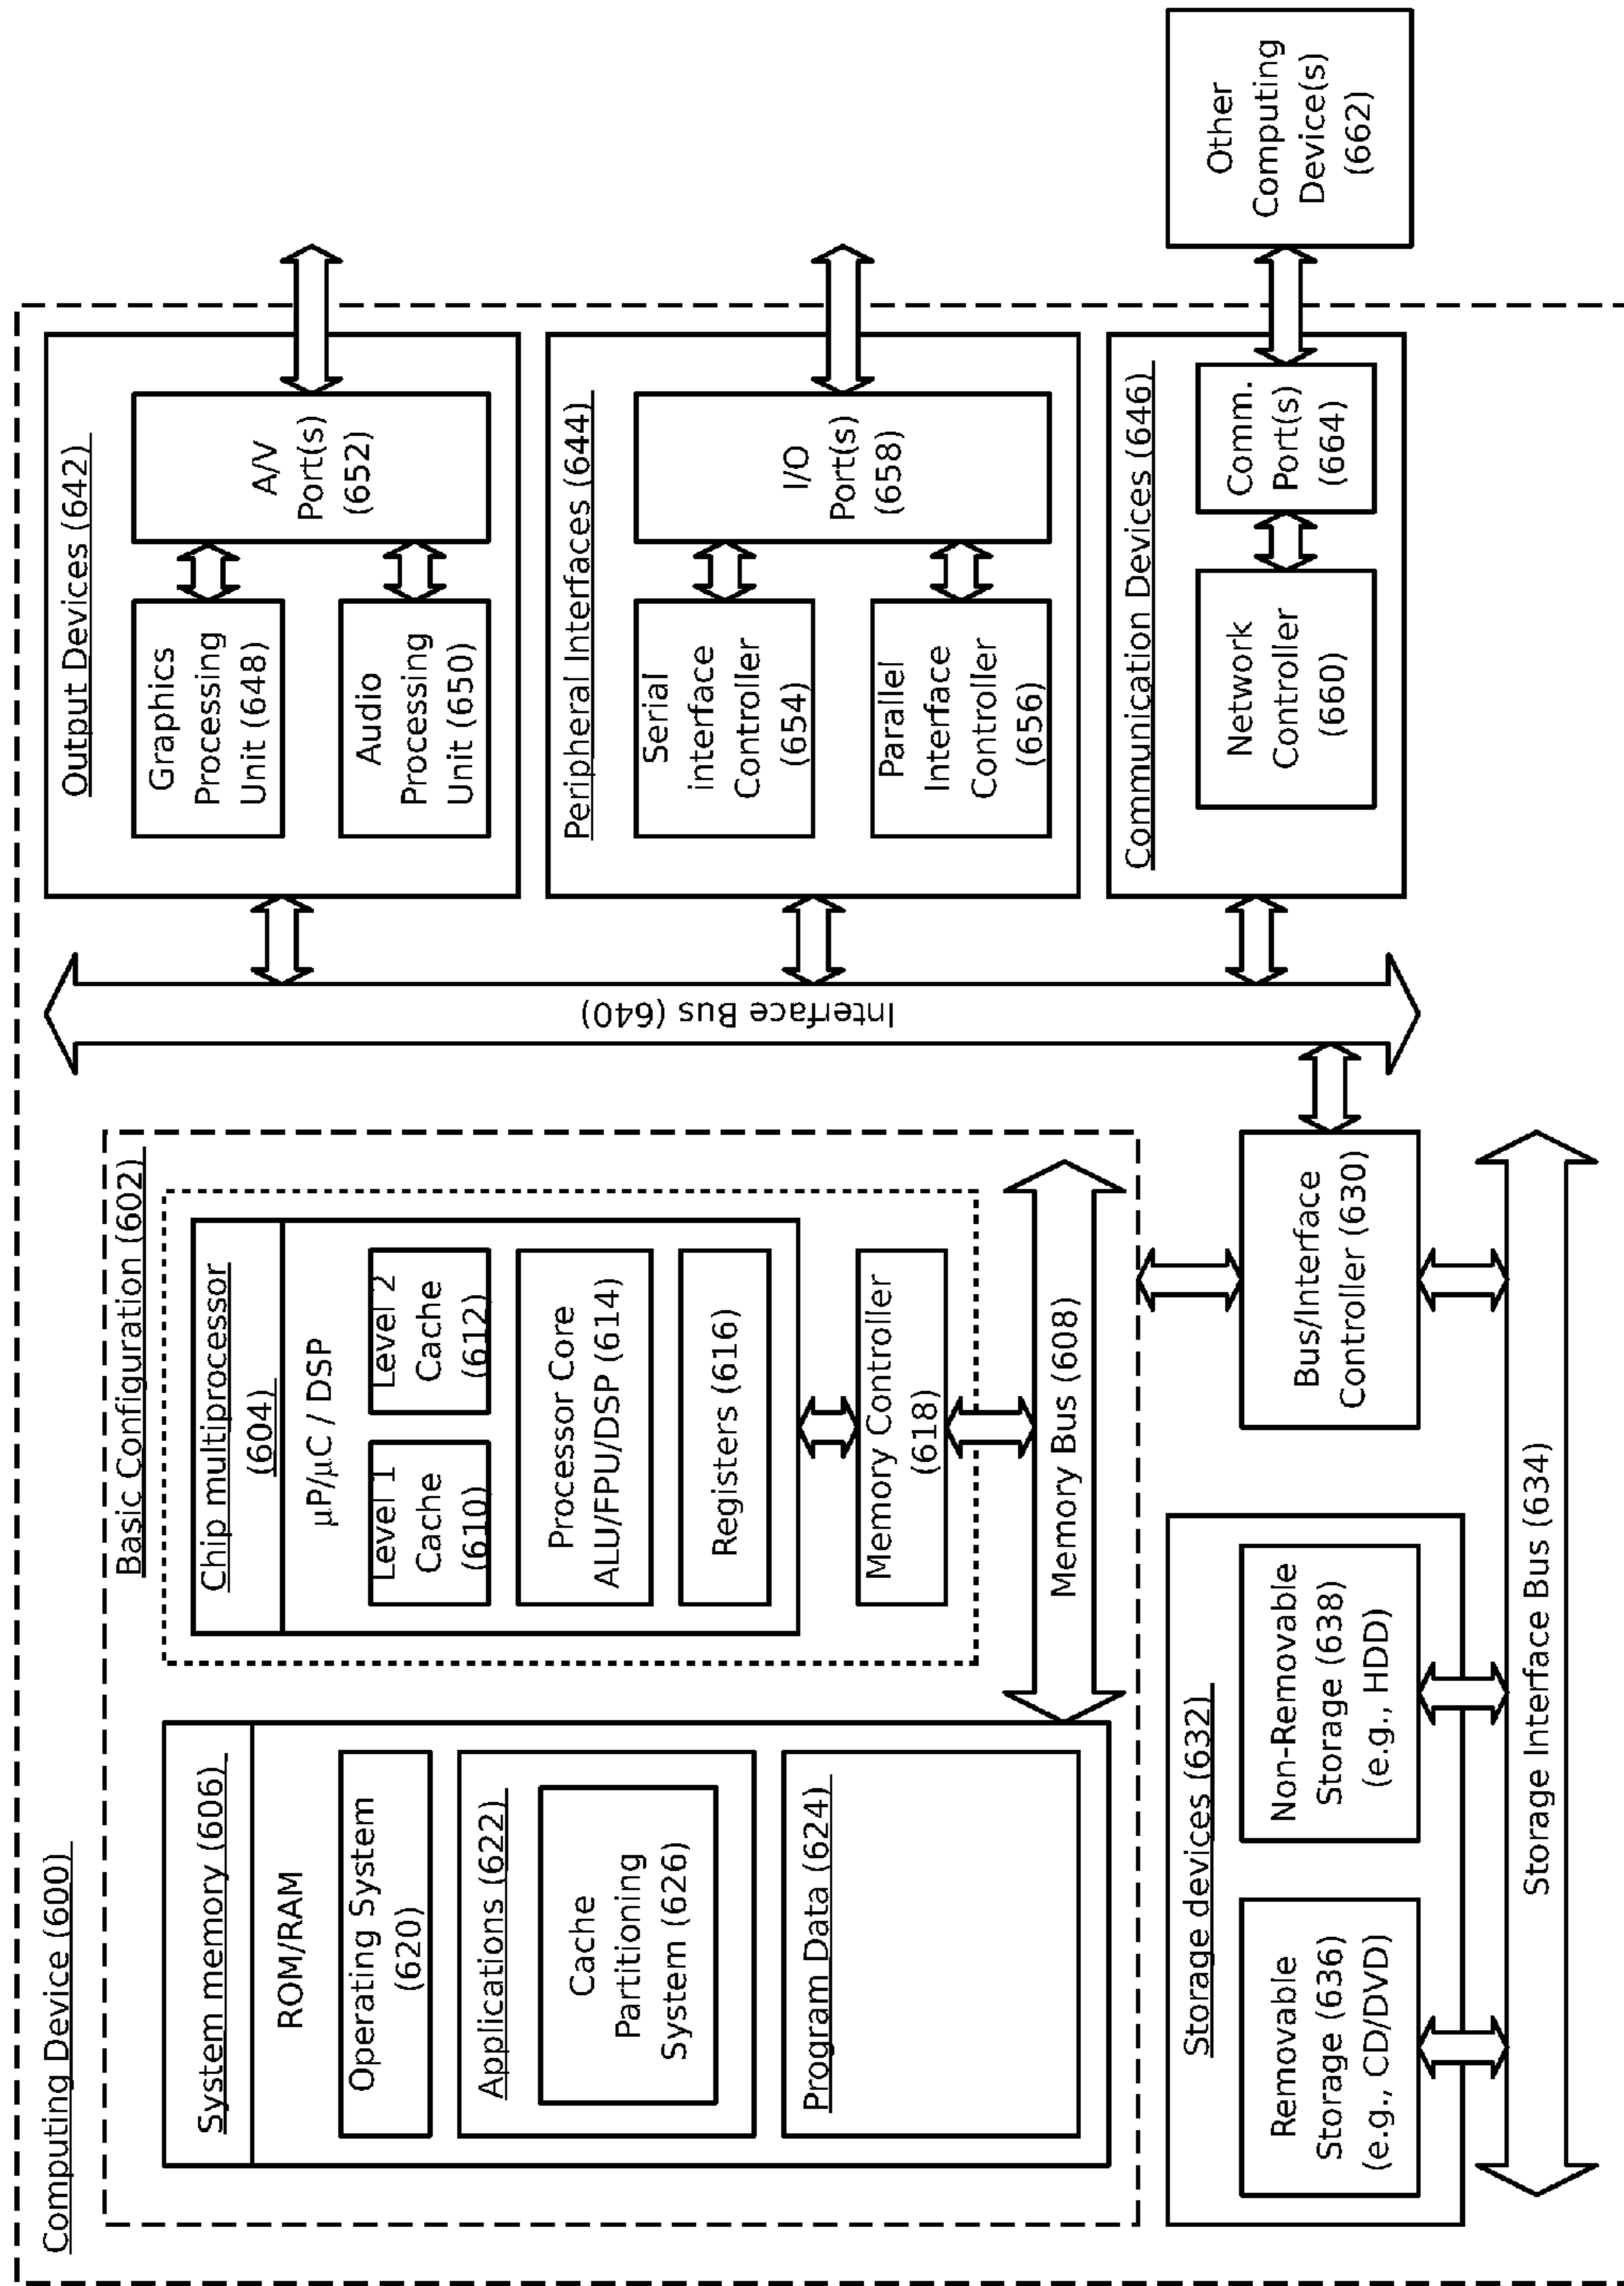 Computing Device (600)
Basic Configuration (602)
System memory (606)
ROM/RAM
Operating System
(620)
Applications (622)
Cache
Partitioning
System (626)
Program Data (624)
Chip multiprocessor
(604)
µP/µC / DSP
Level 1
Cache
(610)
Level 2
Cache
(612)
Processor Core
ALU/FPU/DSP (614)
Registers (616)
Memory Controller
(618)
Memory Bus (608)
Storage devices (632)
Removable
Storage (636)
(e.g., CD/DVD)
Non-Removable
Storage (638)
(e.g., HDD)
Bus/Interface
Controller (630)
Storage Interface Bus (634)
Interface Bus (640)
Output Devices (642)
Graphics
Processing
Unit (648)
Audio
Processing
Unit (650)
A/V
Port(s)
(652)
Peripheral Interfaces (644)
Serial
interface
Controller
(654)
Parallel
Interface
Controller
(656)
I/O
Port(s)
(658)
Communication Devices (646)
Network
Controller
(660)
Comm.
Port(s)
(664)
Other
Computing
Device(s)
(662)